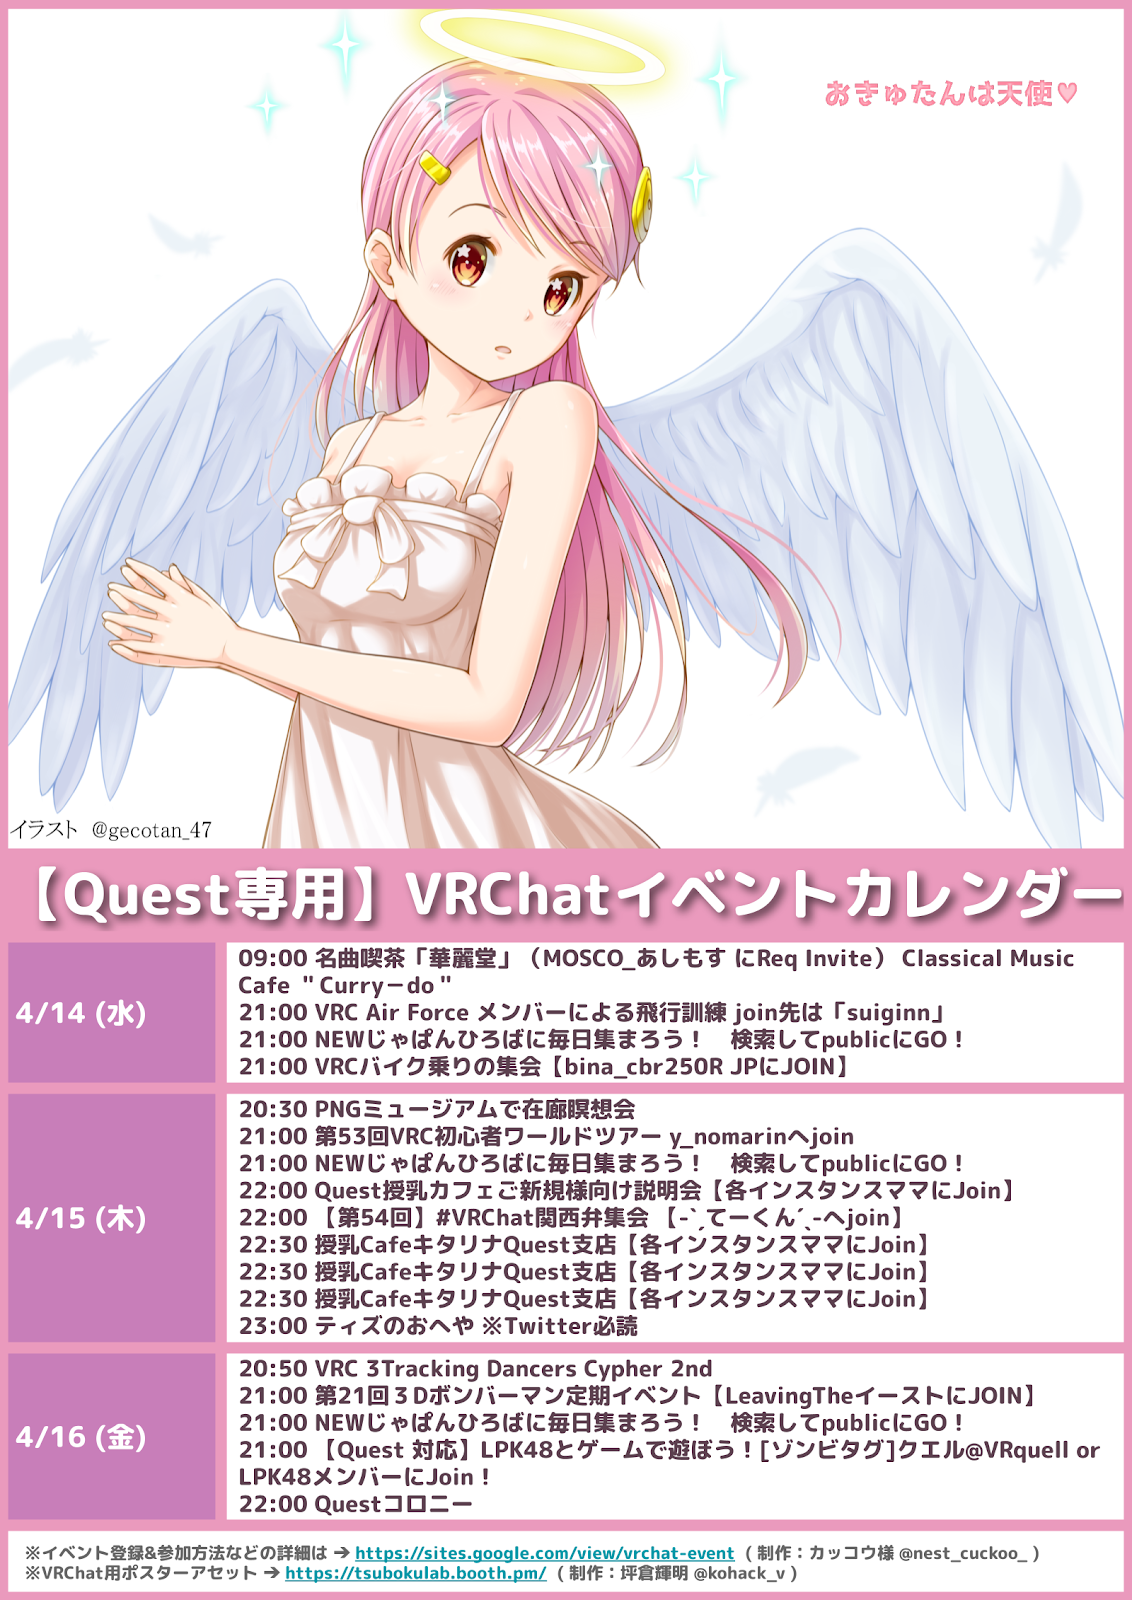 おきゅたんは天使♥
イラスト @gecotan_47
【Quest専用】VRChatイベントカレンダー
4/14 (水)
09:00 名曲喫茶「華麗堂」（MOSCO_あしもす にReq Invite） Classical Music
Cafe ＂Curry－do＂
21:00 VRC Air Force メンバーによる飛行訓練 join先は「suiginn」
21:00 NEWじゃぱんひろばに毎日集まろう！　検索してpublicにGO！
21:00 VRCバイク乗りの集会【bina_cbr250R JPにJOIN】
4/15 (木)
20:30 PNGミュージアムで在廊瞑想会
21:00 第53回VRC初心者ワールドツアー y_nomarinへjoin
21:00 NEWじゃぱんひろばに毎日集まろう！　検索してpublicにGO！
22:00 Quest授乳カフェご新規様向け説明会【各インスタンスママにJoin】
22:00 【第54回】#VRChat関西弁集会 【-ˋˏてーくんˊˎ-へjoin】
22:30 授乳CafeキタリナQuest支店【各インスタンスママにJoin】
22:30 授乳CafeキタリナQuest支店【各インスタンスママにJoin】
22:30 授乳CafeキタリナQuest支店【各インスタンスママにJoin】
23:00 ティズのおへや ※Twitter必読
4/16 (金)
20:50 VRC 3Tracking Dancers Cypher 2nd
21:00 第21回３Dボンバーマン定期イベント【LeavingTheイーストにJOIN】
21:00 NEWじゃぱんひろばに毎日集まろう！　検索してpublicにGO！
21:00 【Quest 対応】LPK48とゲームで遊ぼう！[ゾンビタグ]クエル@VRquell or
LPK48メンバーにJoin！
22:00 Questコロニー
※イベント登録&参加方法などの詳細は → https://sites.google.com/view/vrchat-event （ 制作：カッコウ様 @nest_cuckoo_ ）
※VRChat用ポスターアセット → https://tsubokulab.booth.pm/ （ 制作：坪倉輝明 @kohack_v ）